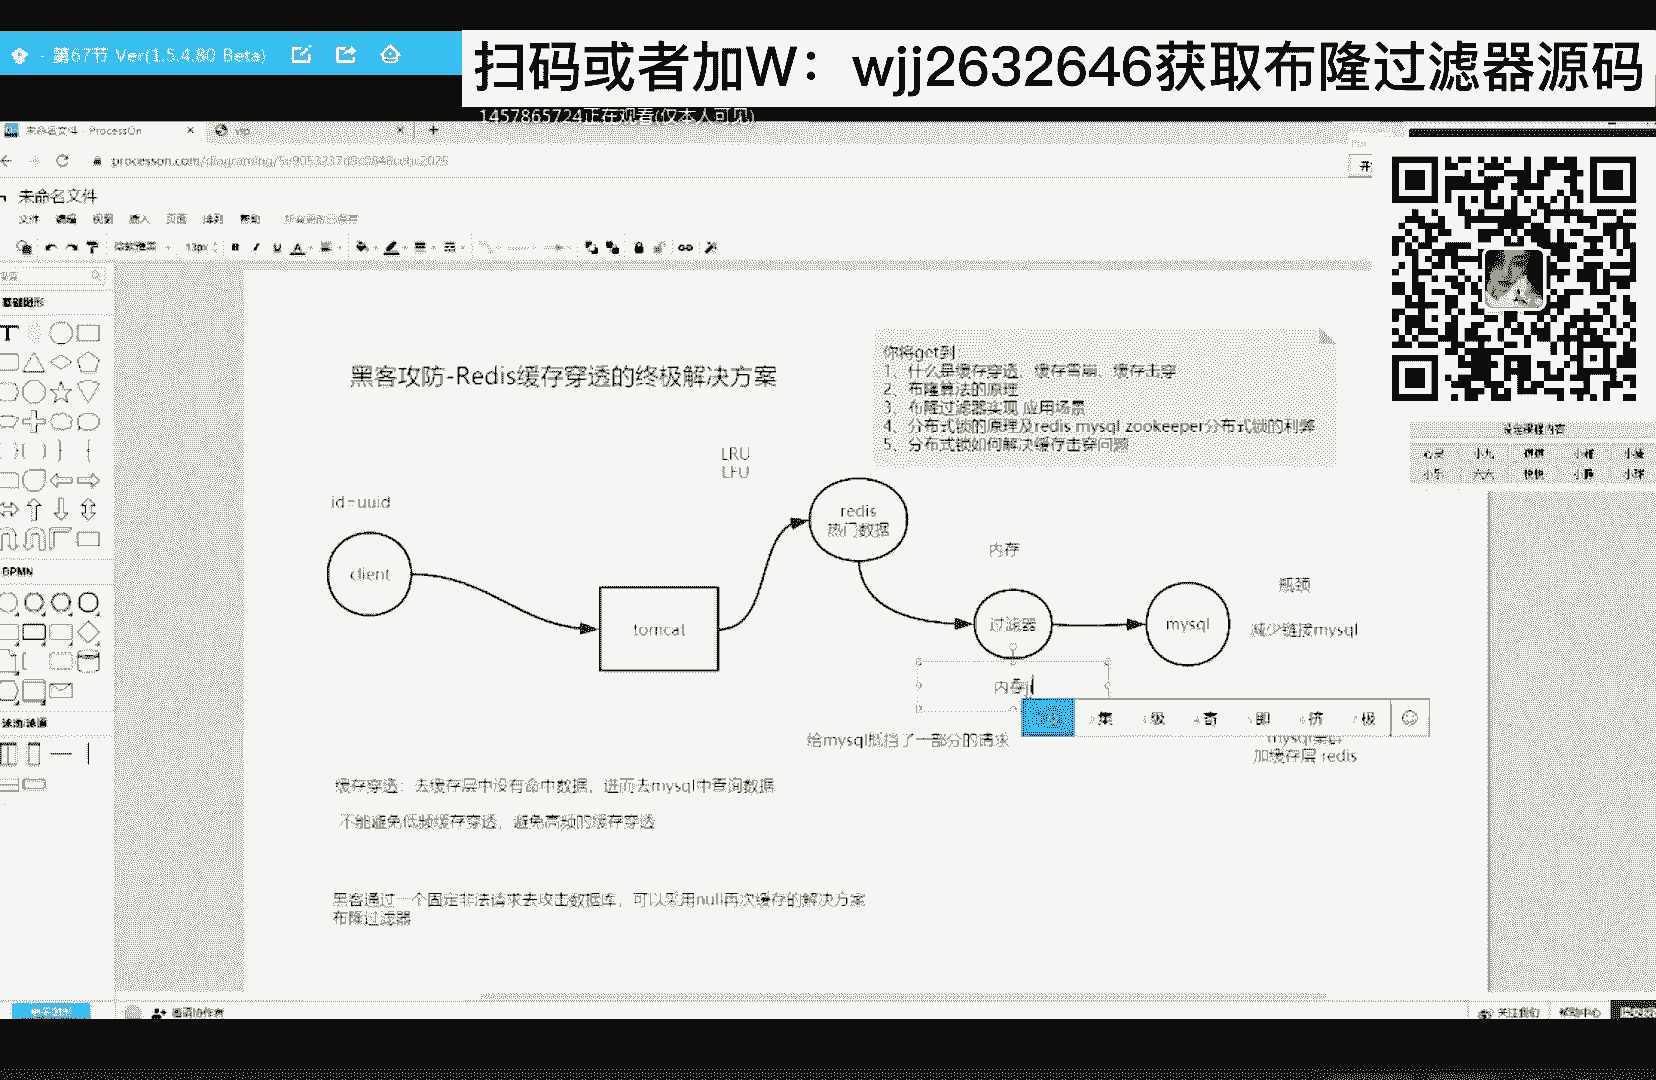 - 第67节 Ver(1.5.4.80 Beta)
扫码或者加W：wjj2632646获取布隆过滤器源码
1457865724正在观看(仅本人可见)
未命名文件 - ProcessOn
未命名文件
文件 编辑 视图 插入 页面 排列 帮助
13px
B I U A
基础图形
T
BPMN
黑客攻防-Redis缓存穿透的终极解决方案
你将get到
1、什么是缓存穿透、缓存雪崩、缓存击穿
2、布隆算法的原理
3、布隆过滤器实现 应用场景
4、分布式锁的原理及redis mysql zookeeper分布式锁的利弊
5、分布式锁如何解决缓存击穿问题
LRU
LFU
id=uuid
client
tomcat
redis
热门数据
内存
过滤器
mysql
瓶颈
减少链接mysql
内存ji
集 级 寄 即 挤 极
给mysql抵挡了一部分的请求
mysql集群
加缓存层 redis
缓存穿透：去缓存层中没有命中数据，进而去mysql中查询数据
不能避免低频缓存穿透，避免高频的缓存穿透
黑客通过一个固定非法请求去攻击数据库，可以采用null再次缓存的解决方案
布隆过滤器
邀请协作者
关注我们 帮助中心